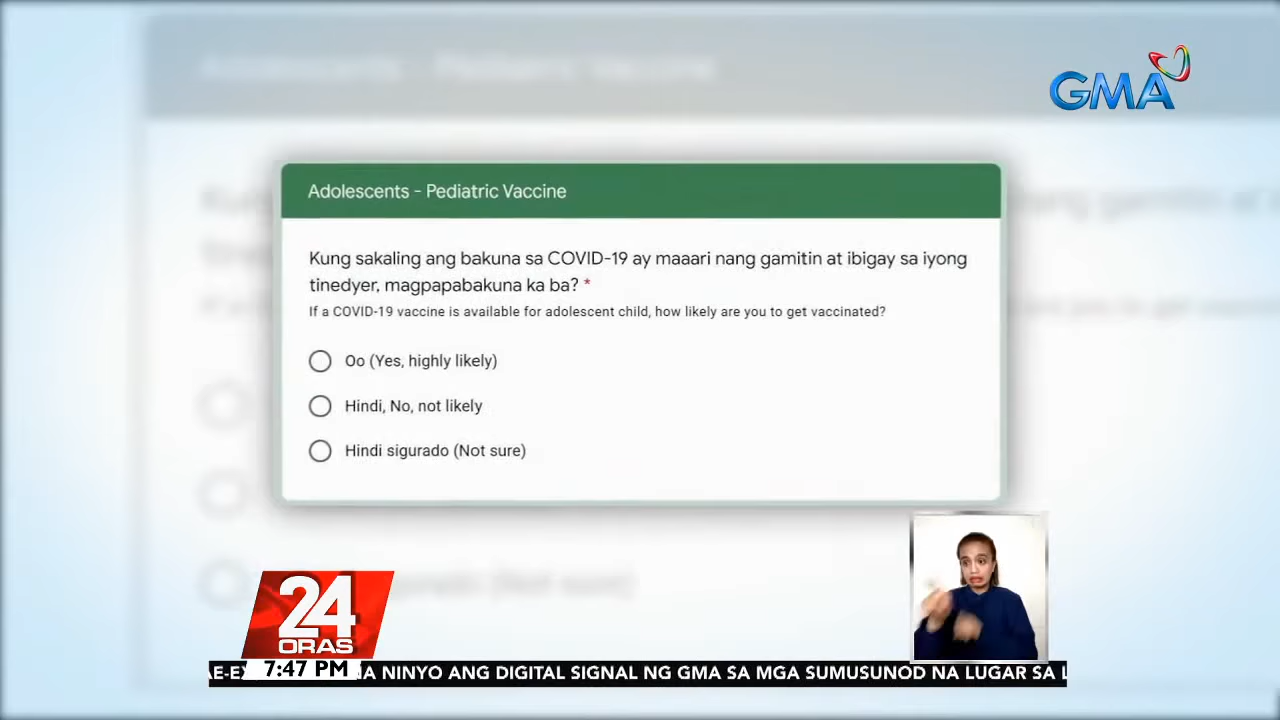 GMA
Adolescents - Pediatric Vaccine
Kung sakaling ang bakuna sa COVID-19 ay maaari nang gamitin at ibigay sa iyong
tinedyer, magpapabakuna ka ba? *
If a COVID-19 vaccine is available for adolescent child, how likely are you to get vaccinated?
Oo (Yes, highly likely)
Hindi, No, not likely
Hindi sigurado (Not sure)
24
ORAS
7:47 PM
NINYO ANG DIGITAL SIGNAL NG GMA SA MGA SUMUSUNOD NA LUGAR SA